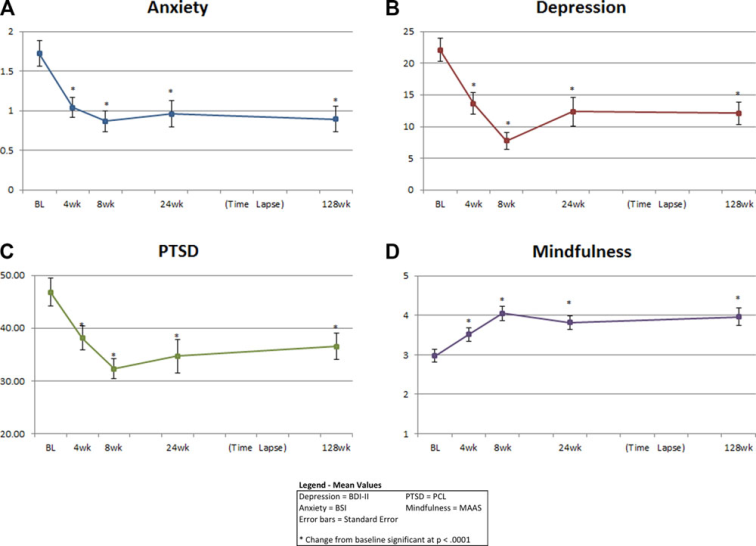 A
Anxiety
2
1.5
1
0.5
0
* * * *
BL 4wk 8wk 24wk (Time Lapse) 128wk
B
Depression
25
20
15
10
5
0
* * * *
BL 4wk 8wk 24wk (Time Lapse) 128wk
C
PTSD
50.00
40.00
30.00
20.00
* * * *
BL 4wk 8wk 24wk (Time Lapse) 128wk
D
Mindfulness
5
4
3
2
1
* * * *
BL 4wk 8wk 24wk (Time Lapse) 128wk
Legend - Mean Values
Depression = BDI-II PTSD = PCL
Anxiety = BSI Mindfulness = MAAS
Error bars = Standard Error
* Change from baseline significant at p < .0001